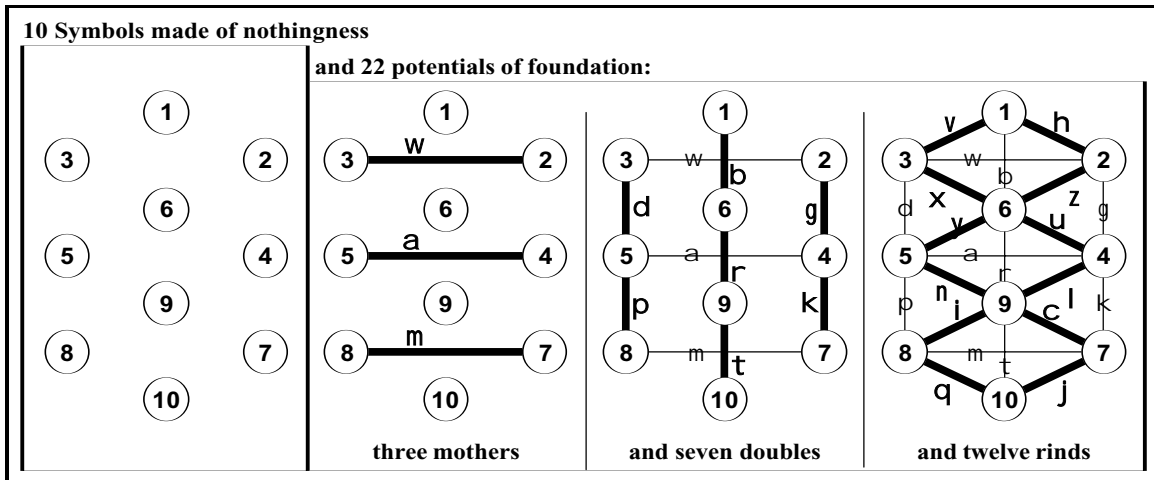 10 Symbols made of nothingness
and 22 potentials of foundation:
1
3 2
6
5 4
9
8 7
10
1
w
3 2
6
a
5 4
9
m
8 7
10
three mothers
1
3 w 2
b
d 6 g
5 a 4
r
p 9 k
8 m 7
t
10
and seven doubles
v 1 h
3 w 2
b
d x 6 z g
y u
5 a 4
r
p n i 9 c l k
8 m 7
t
q 10 j
and twelve rinds